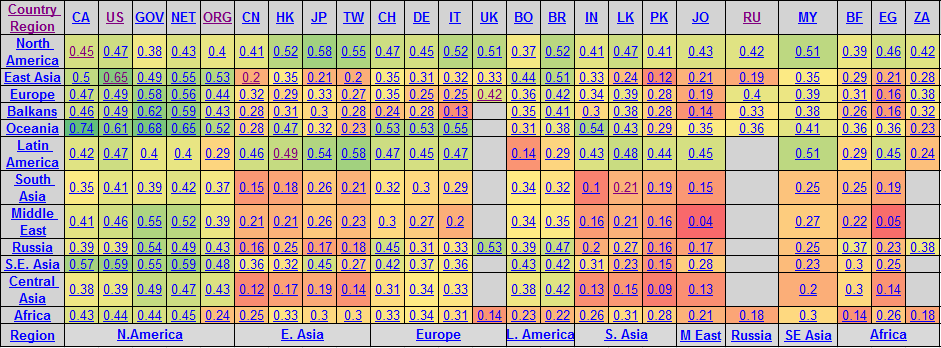 Country Region CA US GOV NET ORG CN HK JP TW CH DE IT UK BO BR IN LK PK JO RU MY BF EG ZA
North America 0.45 0.47 0.38 0.43 0.4 0.41 0.52 0.58 0.55 0.47 0.45 0.52 0.51 0.37 0.52 0.41 0.47 0.41 0.43 0.42 0.51 0.39 0.46 0.42
East Asia 0.5 0.65 0.49 0.55 0.53 0.2 0.35 0.21 0.2 0.35 0.31 0.32 0.33 0.44 0.51 0.33 0.24 0.12 0.21 0.19 0.35 0.29 0.21 0.28
Europe 0.47 0.49 0.58 0.56 0.44 0.32 0.29 0.33 0.27 0.35 0.25 0.25 0.42 0.36 0.42 0.34 0.39 0.28 0.19 0.4 0.39 0.31 0.16 0.38
Balkans 0.46 0.49 0.62 0.59 0.43 0.28 0.31 0.3 0.28 0.24 0.28 0.13 0.35 0.41 0.3 0.38 0.28 0.14 0.33 0.38 0.26 0.16 0.32
Oceania 0.74 0.61 0.68 0.65 0.52 0.28 0.47 0.32 0.23 0.53 0.53 0.55 0.31 0.38 0.54 0.43 0.29 0.35 0.36 0.41 0.36 0.36 0.23
Latin America 0.42 0.47 0.4 0.4 0.29 0.46 0.49 0.54 0.58 0.47 0.45 0.47 0.14 0.29 0.43 0.48 0.44 0.45 0.51 0.29 0.45 0.24
South Asia 0.35 0.41 0.39 0.42 0.37 0.15 0.18 0.26 0.21 0.32 0.3 0.29 0.34 0.32 0.1 0.21 0.19 0.15 0.25 0.25 0.19
Middle East 0.41 0.46 0.55 0.52 0.39 0.21 0.21 0.26 0.23 0.3 0.27 0.2 0.34 0.35 0.16 0.21 0.16 0.04 0.27 0.22 0.05
Russia 0.39 0.39 0.54 0.49 0.43 0.16 0.25 0.17 0.18 0.45 0.31 0.33 0.53 0.39 0.47 0.2 0.27 0.16 0.17 0.25 0.37 0.23 0.38
S.E. Asia 0.57 0.59 0.55 0.59 0.48 0.36 0.32 0.45 0.27 0.42 0.37 0.36 0.43 0.42 0.31 0.23 0.15 0.28 0.23 0.3 0.25
Central Asia 0.38 0.39 0.49 0.47 0.43 0.12 0.17 0.19 0.14 0.31 0.34 0.33 0.38 0.42 0.13 0.15 0.09 0.13 0.2 0.3 0.14
Africa 0.43 0.44 0.44 0.45 0.24 0.25 0.21 0.33 0.3 0.3 0.28 0.34 0.31 0.14 0.23 0.22 0.26 0.31 0.28 0.21 0.18 0.3 0.14 0.26 0.18
Region N.America E. Asia Europe L. America S. Asia M East Russia SE Asia Africa